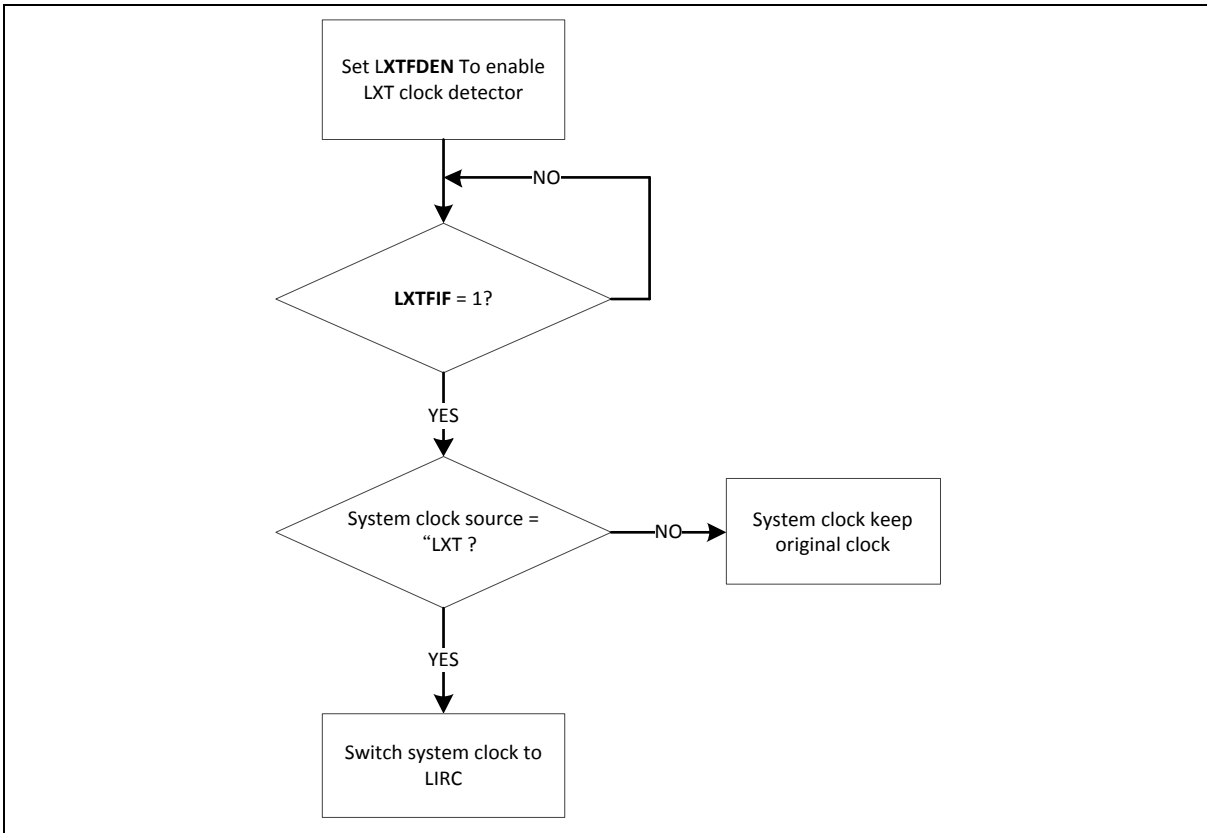 Set LXTFDEN To enable
LXT clock detector
NO
LXTFIF = 1?
YES
System clock source =
“LXT ?
NO
System clock keep
original clock
YES
Switch system clock to
LIRC